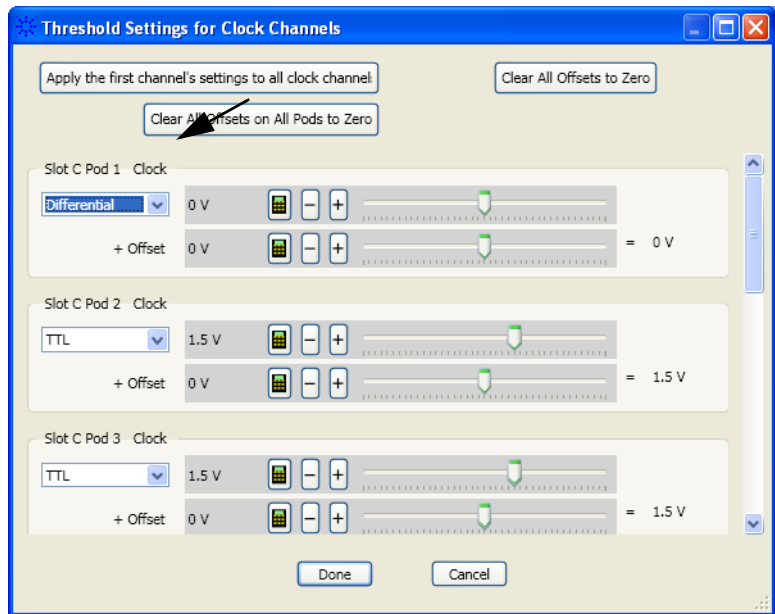 Threshold Settings for Clock Channels
Apply the first channel's settings to all clock channel:
Clear All Offsets to Zero
Clear All Offsets on All Pods to Zero
Slot C Pod 1 Clock
Differential 0 V - +
+ Offset 0 V - + = 0 V
Slot C Pod 2 Clock
TTL 1.5 V - +
+ Offset 0 V - + = 1.5 V
Slot C Pod 3 Clock
TTL 1.5 V - +
+ Offset 0 V - + = 1.5 V
Done Cancel